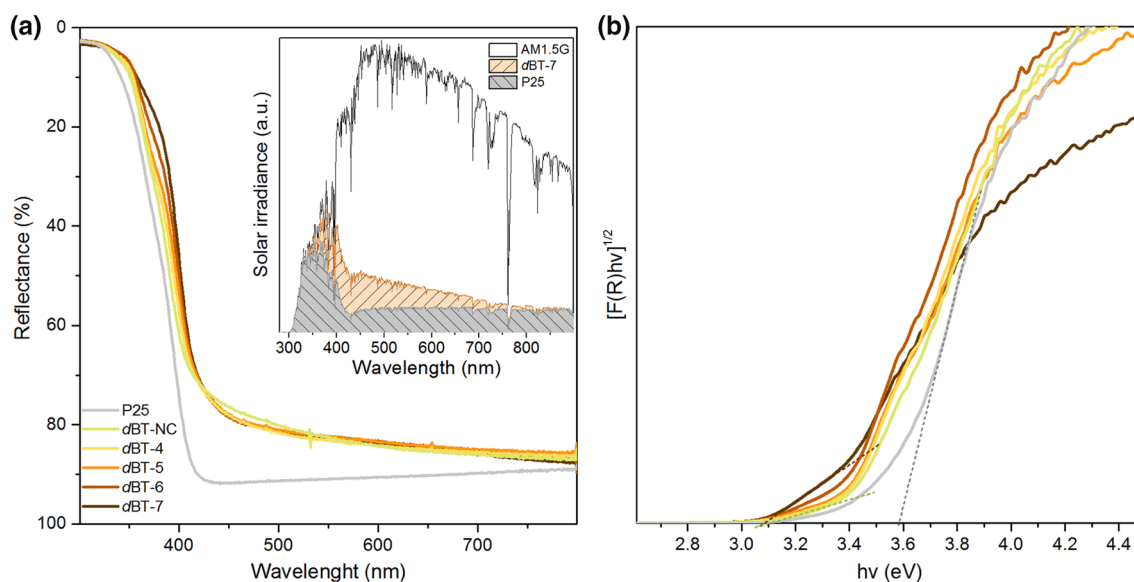 (a)
0
20
40
60
80
100
Reflectance (%)
400
500
600
700
Wavelenght (nm)
P25
dBT-NC
dBT-4
dBT-5
dBT-6
dBT-7
Solar irradiance (a.u.)
AM1.5G
dBT-7
P25
300
400
500
600
700
800
Wavelength (nm)
(b)
[F(R)hv]1/2
2.8
3.0
3.2
3.4
3.6
3.8
4.0
4.2
4.4
hv (eV)